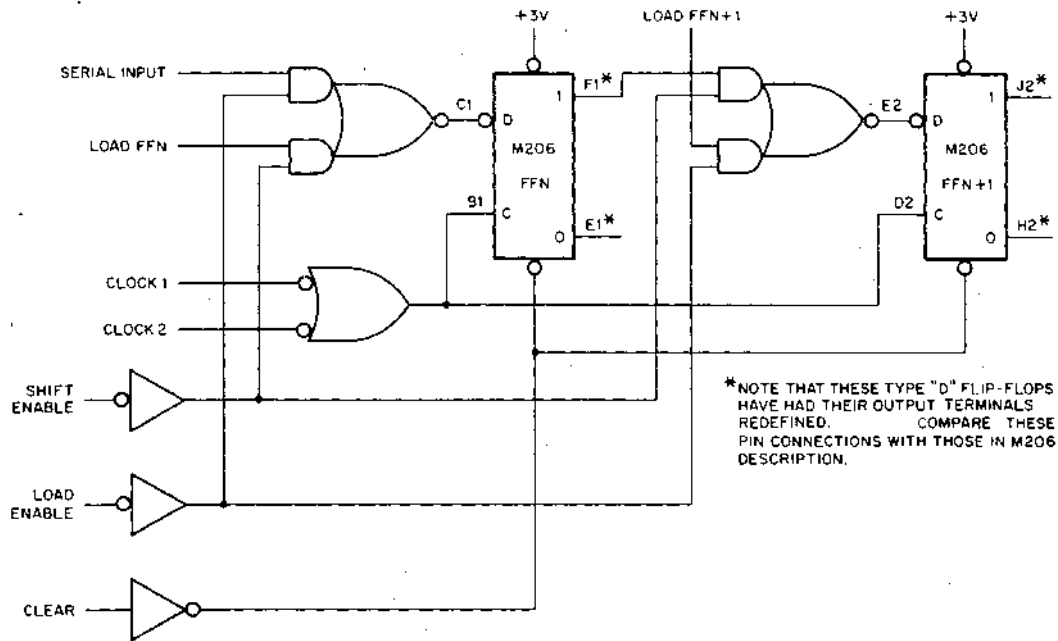 +3V
LOAD FFN+1
+3V
SERIAL INPUT
F1*
J2*
1
1
C1
D
E2
D
LOAD FFN
M206
M206
FFN
FFN+1
B1
C
E1*
D2
C
H2*
0
0
CLOCK 1
CLOCK 2
SHIFT
ENABLE
*NOTE THAT THESE TYPE "D" FLIP-FLOPS
HAVE HAD THEIR OUTPUT TERMINALS
REDEFINED. COMPARE THESE
PIN CONNECTIONS WITH THOSE IN M206
DESCRIPTION.
LOAD
ENABLE
CLEAR